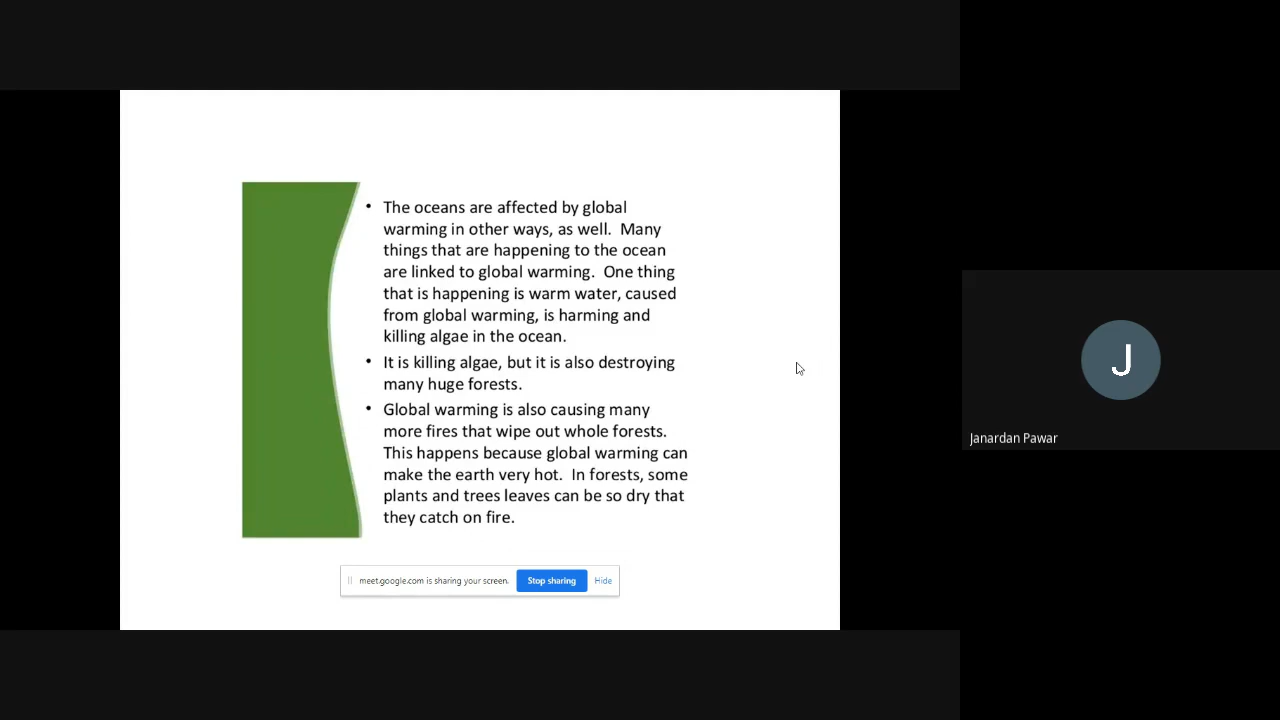 • The oceans are affected by global
warming in other ways, as well.  Many
things that are happening to the ocean
are linked to global warming.  One thing
that is happening is warm water, caused
from global warming, is harming and
killing algae in the ocean.
• It is killing algae, but it is also destroying
many huge forests.
• Global warming is also causing many
more fires that wipe out whole forests.
This happens because global warming can
make the earth very hot.  In forests, some
plants and trees leaves can be so dry that
they catch on fire.
meet.google.com is sharing your screen. Stop sharing Hide
J
Janardan Pawar